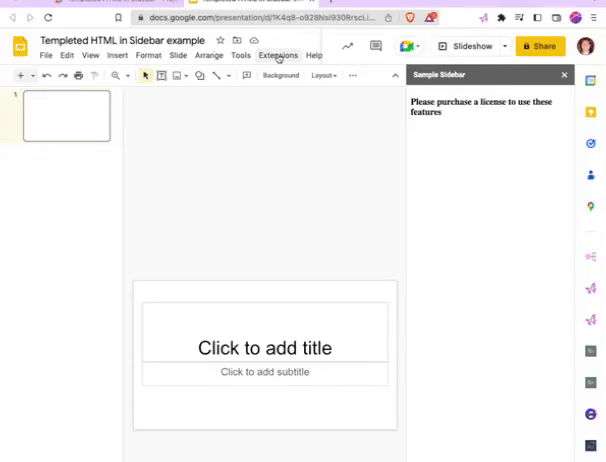 docs.google.com/presentation/d/1K4q8-o928Nsl930RrscLi...
Templeted HTML in Sidebar example
File Edit View Insert Format Slide Arrange Tools Extensions Help
Slideshow
Share
Background
Layout
Sample Sidebar
Please purchase a license to use these
features
1
Click to add title
Click to add subtitle